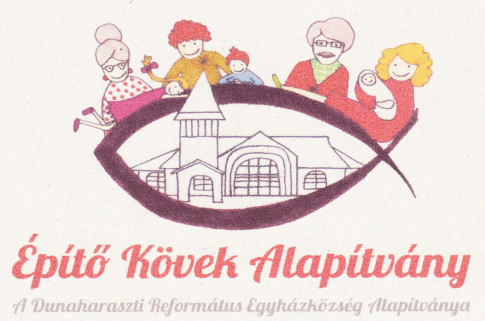 Építő Kövek Alapítvány
A Dunaharaszti Református Egyházközség Alapítványa